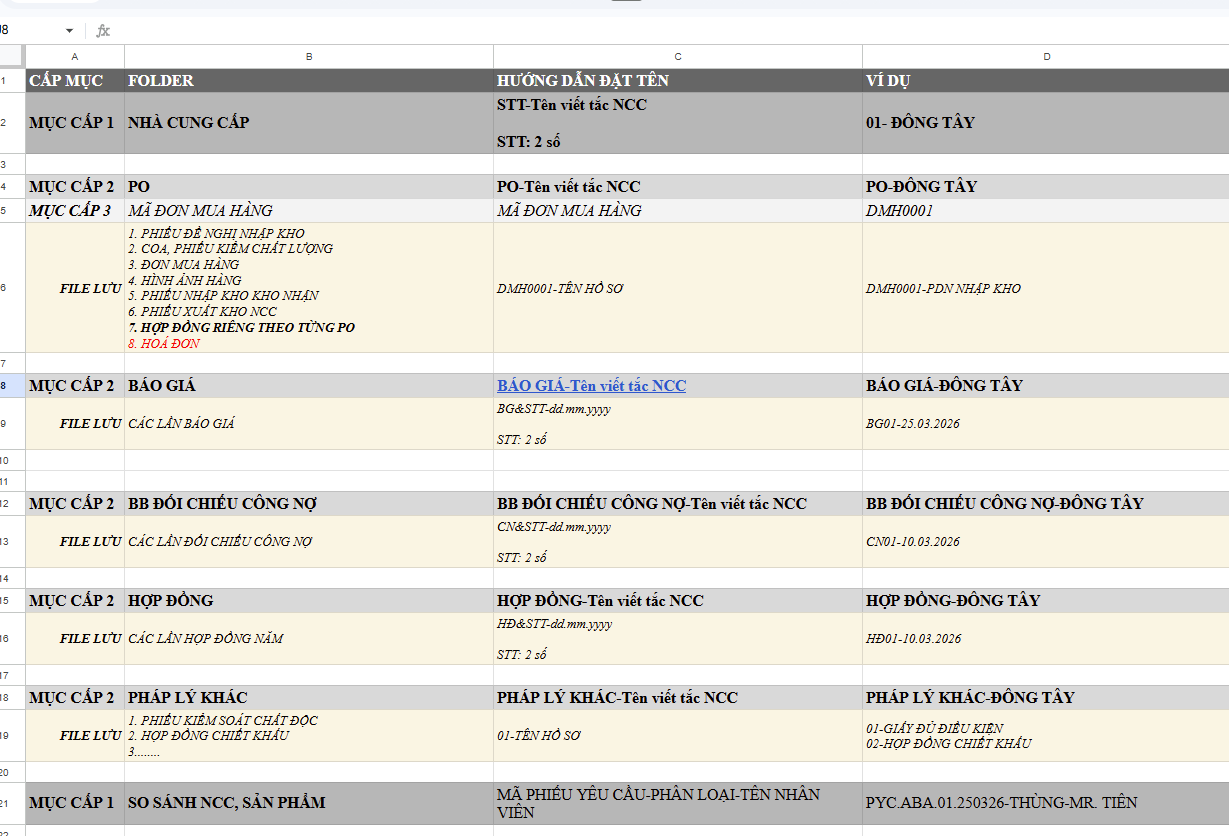 J8
fx
A B C D
1 CẤP MỤC FOLDER HƯỚNG DẪN ĐẶT TÊN VÍ DỤ
2 MỤC CẤP 1 NHÀ CUNG CẤP STT-Tên viết tắc NCC 01- ĐÔNG TÂY
STT: 2 số
3
4 MỤC CẤP 2 PO PO-Tên viết tắc NCC PO-ĐÔNG TÂY
5 MỤC CẤP 3 MÃ ĐƠN MUA HÀNG MÃ ĐƠN MUA HÀNG DMH0001
6 FILE LƯU
1. PHIẾU ĐỀ NGHỊ NHẬP KHO
2. COA, PHIẾU KIỂM CHẤT LƯỢNG
3. ĐƠN MUA HÀNG
4. HÌNH ẢNH HÀNG
5. PHIẾU NHẬP KHO KHO NHẬN
6. PHIẾU XUẤT KHO NCC
7. HỢP ĐỒNG RIÊNG THEO TỪNG PO
8. HOÁ ĐƠN
DMH0001-TÊN HỒ SƠ
DMH0001-PDN NHẬP KHO
7
8 MỤC CẤP 2 BÁO GIÁ BÁO GIÁ-Tên viết tắc NCC BÁO GIÁ-ĐÔNG TÂY
9 FILE LƯU CÁC LẦN BÁO GIÁ BG&STT-dd.mm.yyyy BG01-25.03.2026
STT: 2 số
10
11
12 MỤC CẤP 2 BB ĐỐI CHIẾU CÔNG NỢ BB ĐỐI CHIẾU CÔNG NỢ-Tên viết tắc NCC BB ĐỐI CHIẾU CÔNG NỢ-ĐÔNG TÂY
13 FILE LƯU CÁC LẦN ĐỐI CHIẾU CÔNG NỢ CN&STT-dd.mm.yyyy CN01-10.03.2026
STT: 2 số
14
15 MỤC CẤP 2 HỢP ĐỒNG HỢP ĐỒNG-Tên viết tắc NCC HỢP ĐỒNG-ĐÔNG TÂY
16 FILE LƯU CÁC LẦN HỢP ĐỒNG NĂM HĐ&STT-dd.mm.yyyy HĐ01-10.03.2026
STT: 2 số
17
18 MỤC CẤP 2 PHÁP LÝ KHÁC PHÁP LÝ KHÁC-Tên viết tắc NCC PHÁP LÝ KHÁC-ĐÔNG TÂY
19 FILE LƯU
1. PHIẾU KIỂM SOÁT CHẤT ĐỘC
2. HỢP ĐỒNG CHIẾT KHẤU
3........
01-TÊN HỒ SƠ
01-GIẤY ĐỦ ĐIỀU KIỆN
02-HỢP ĐỒNG CHIẾT KHẤU
20
21 MỤC CẤP 1 SO SÁNH NCC, SẢN PHẨM MÃ PHIẾU YÊU CẦU-PHÂN LOẠI-TÊN NHÂN VIÊN PYC.ABA.01.250326-THÙNG-MR. TIẾN